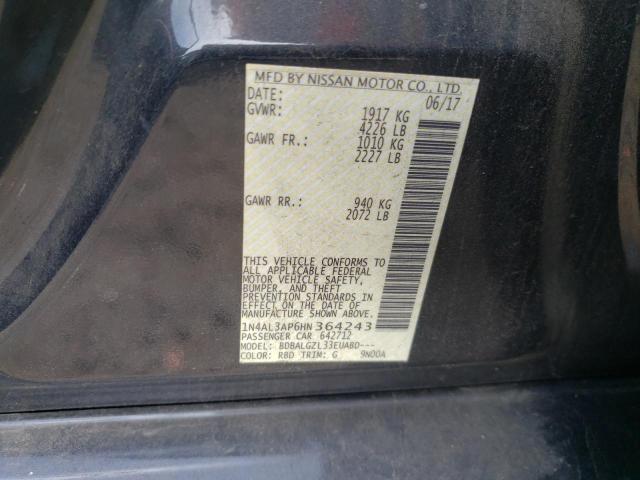 MFD BY NISSAN MOTOR CO., LTD.
DATE: 06/17
GVWR: 1917 KG
4226 LB
GAWR FR.: 1010 KG
2227 LB
GAWR RR.: 940 KG
2072 LB
THIS VEHICLE CONFORMS TO
ALL APPLICABLE FEDERAL
MOTOR VEHICLE SAFETY,
BUMPER, AND THEFT
PREVENTION STANDARDS IN
EFFECT ON THE DATE OF
MANUFACTURE SHOWN ABOVE.
1N4AL3AP6HN364243
PASSENGER CAR 642712
MODEL: BDBALGZL33EUABD---
COLOR: RBD TRIM: G 9N00A